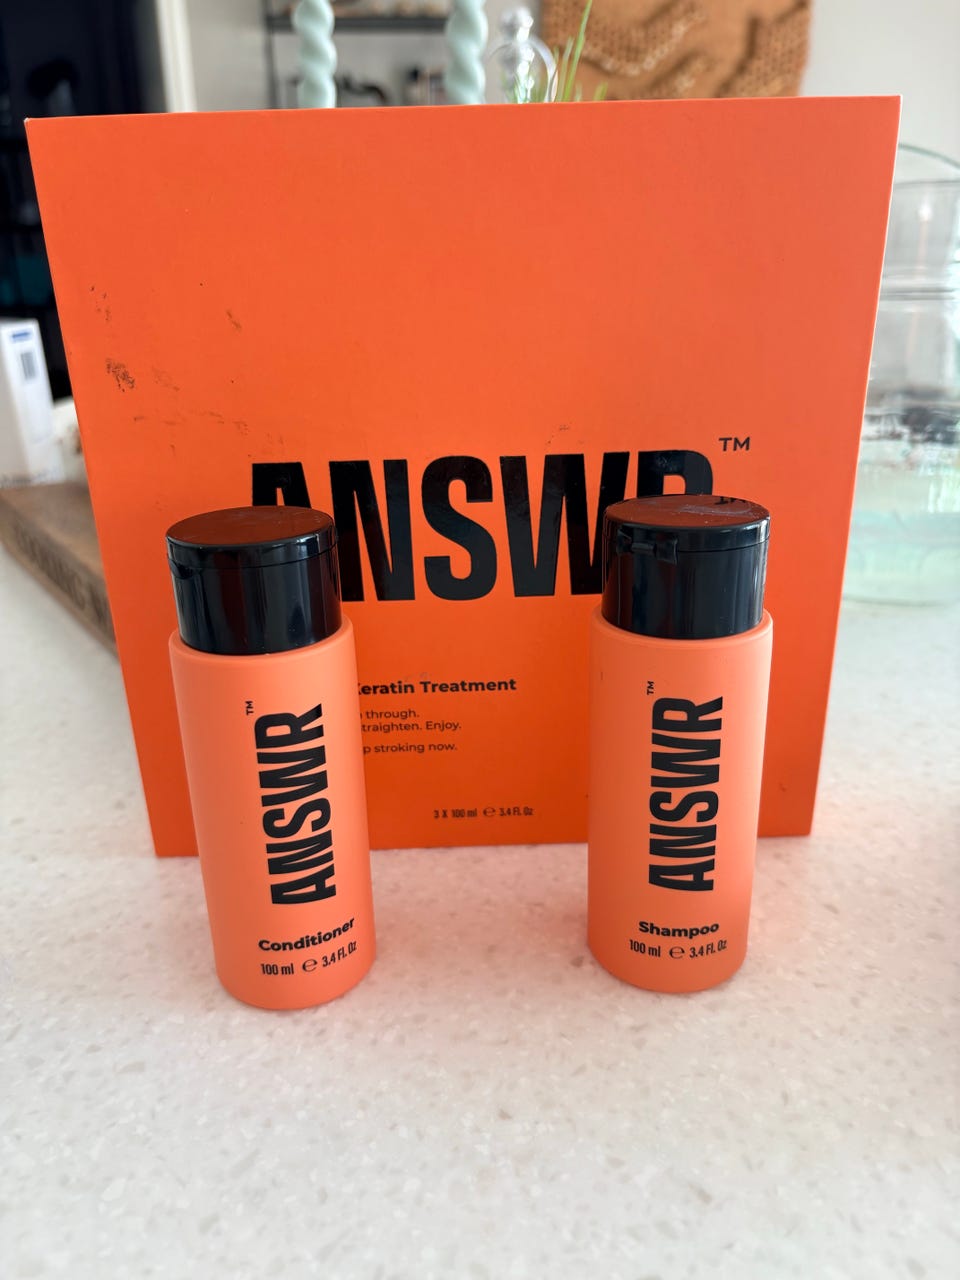 ANSWR™
Keratin Treatment
through.
traighten. Enjoy.
p stroking now.
3 X 100 ml ℮ 3.4 Fl. Oz
ANSWR™
Conditioner
100 ml ℮ 3.4 Fl. Oz
ANSWR™
Shampoo
100 ml ℮ 3.4 Fl. Oz